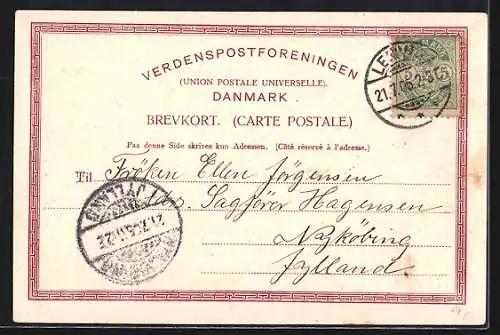 VERDENSPOSTFORENINGEN
(UNION POSTALE UNIVERSELLE).
DANMARK.
BREVKORT. (CARTE POSTALE.)
Paa denne Side skrives kun Adressen. (Côté réservé à l'adresse.)
Til Frøken Ellen Jørgensen
Sagfører Hagensen
Nykøbing
Jylland